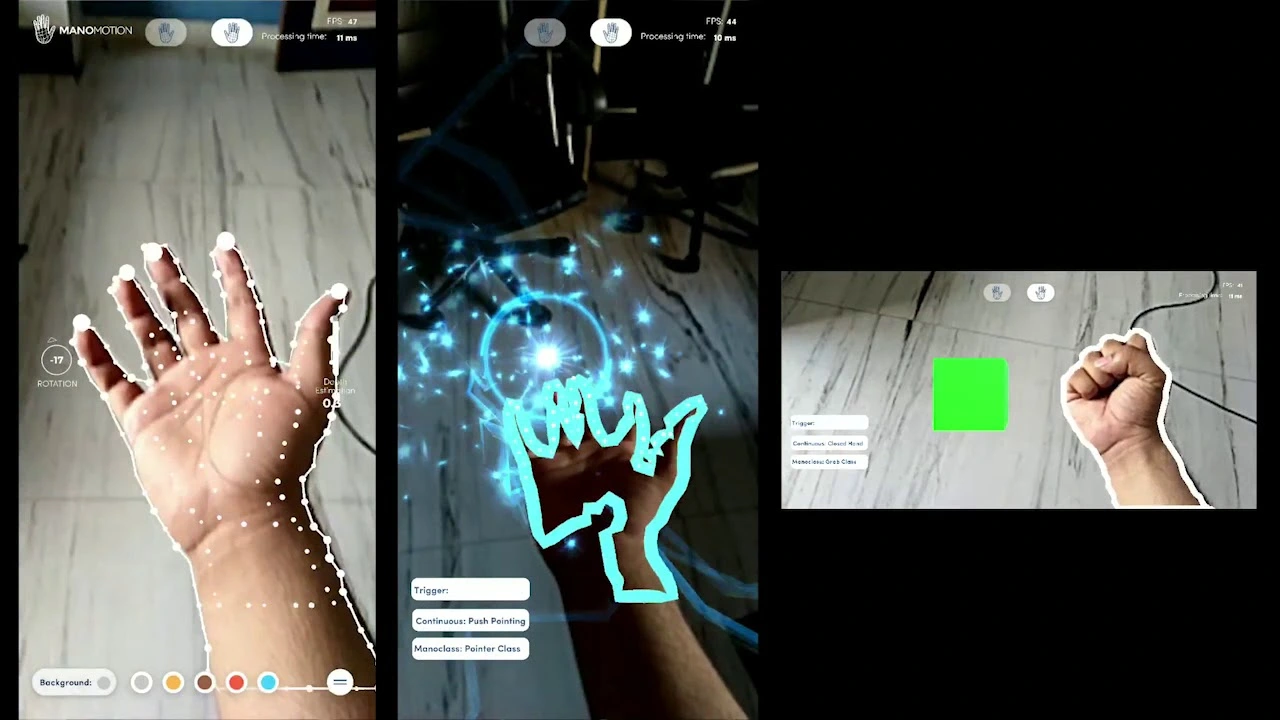 MANOMOTION
FPS: 47
Processing time: 11 ms
-17
ROTATION
Background:
FPS: 44
Processing time: 10 ms
Trigger:
Continuous: Push Pointing
Manoclass: Pointer Class
Trigger:
Continuous: Closed Hand
Manoclass: Grab Class